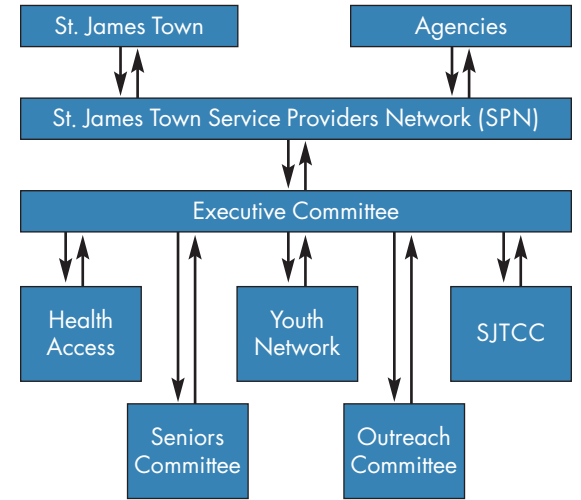 St. James Town
Agencies
St. James Town Service Providers Network (SPN)
Executive Committee
Health
Access
Youth
Network
SJTCC
Seniors
Committee
Outreach
Committee